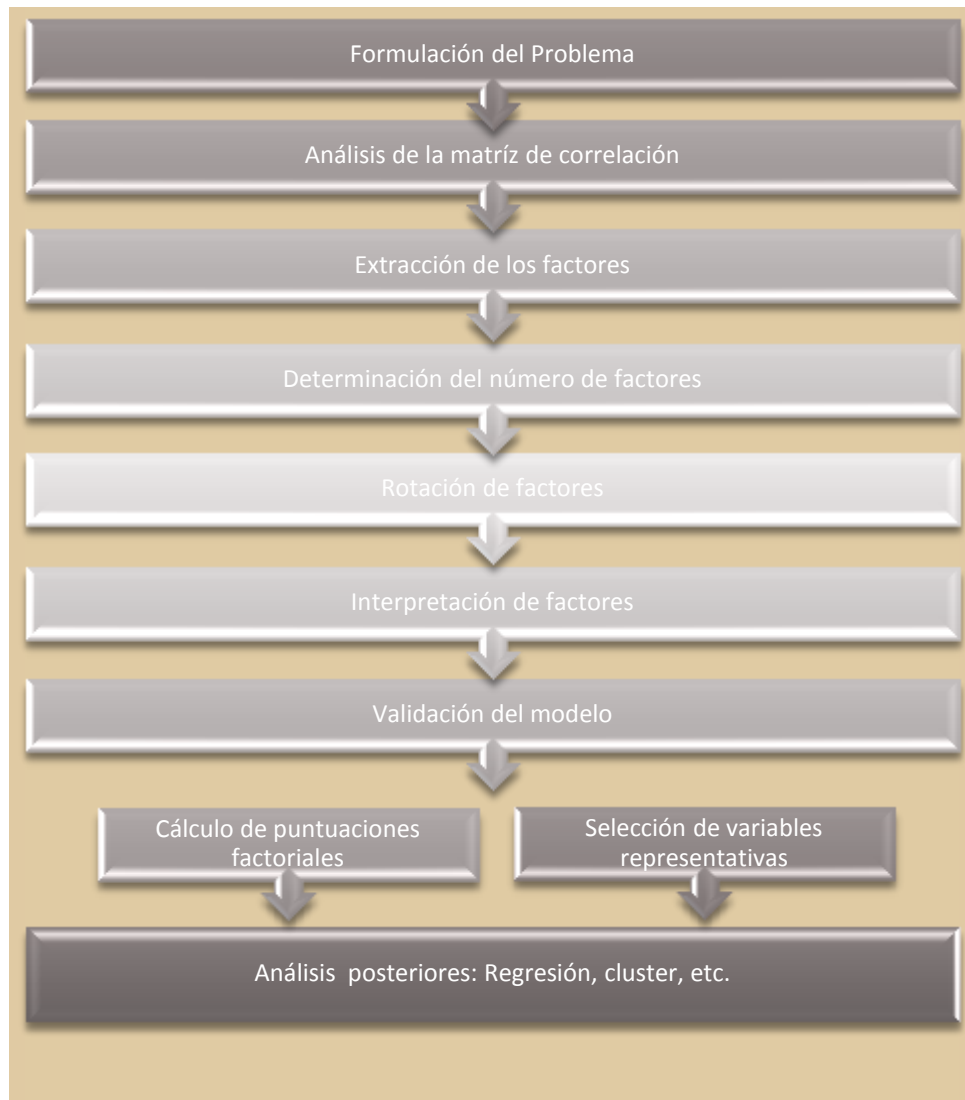 Formulación del Problema
Análisis de la matríz de correlación
Extracción de los factores
Determinación del número de factores
Rotación de factores
Interpretación de factores
Validación del modelo
Cálculo de puntuaciones
factoriales
Selección de variables
representativas
Análisis  posteriores: Regresión, cluster, etc.